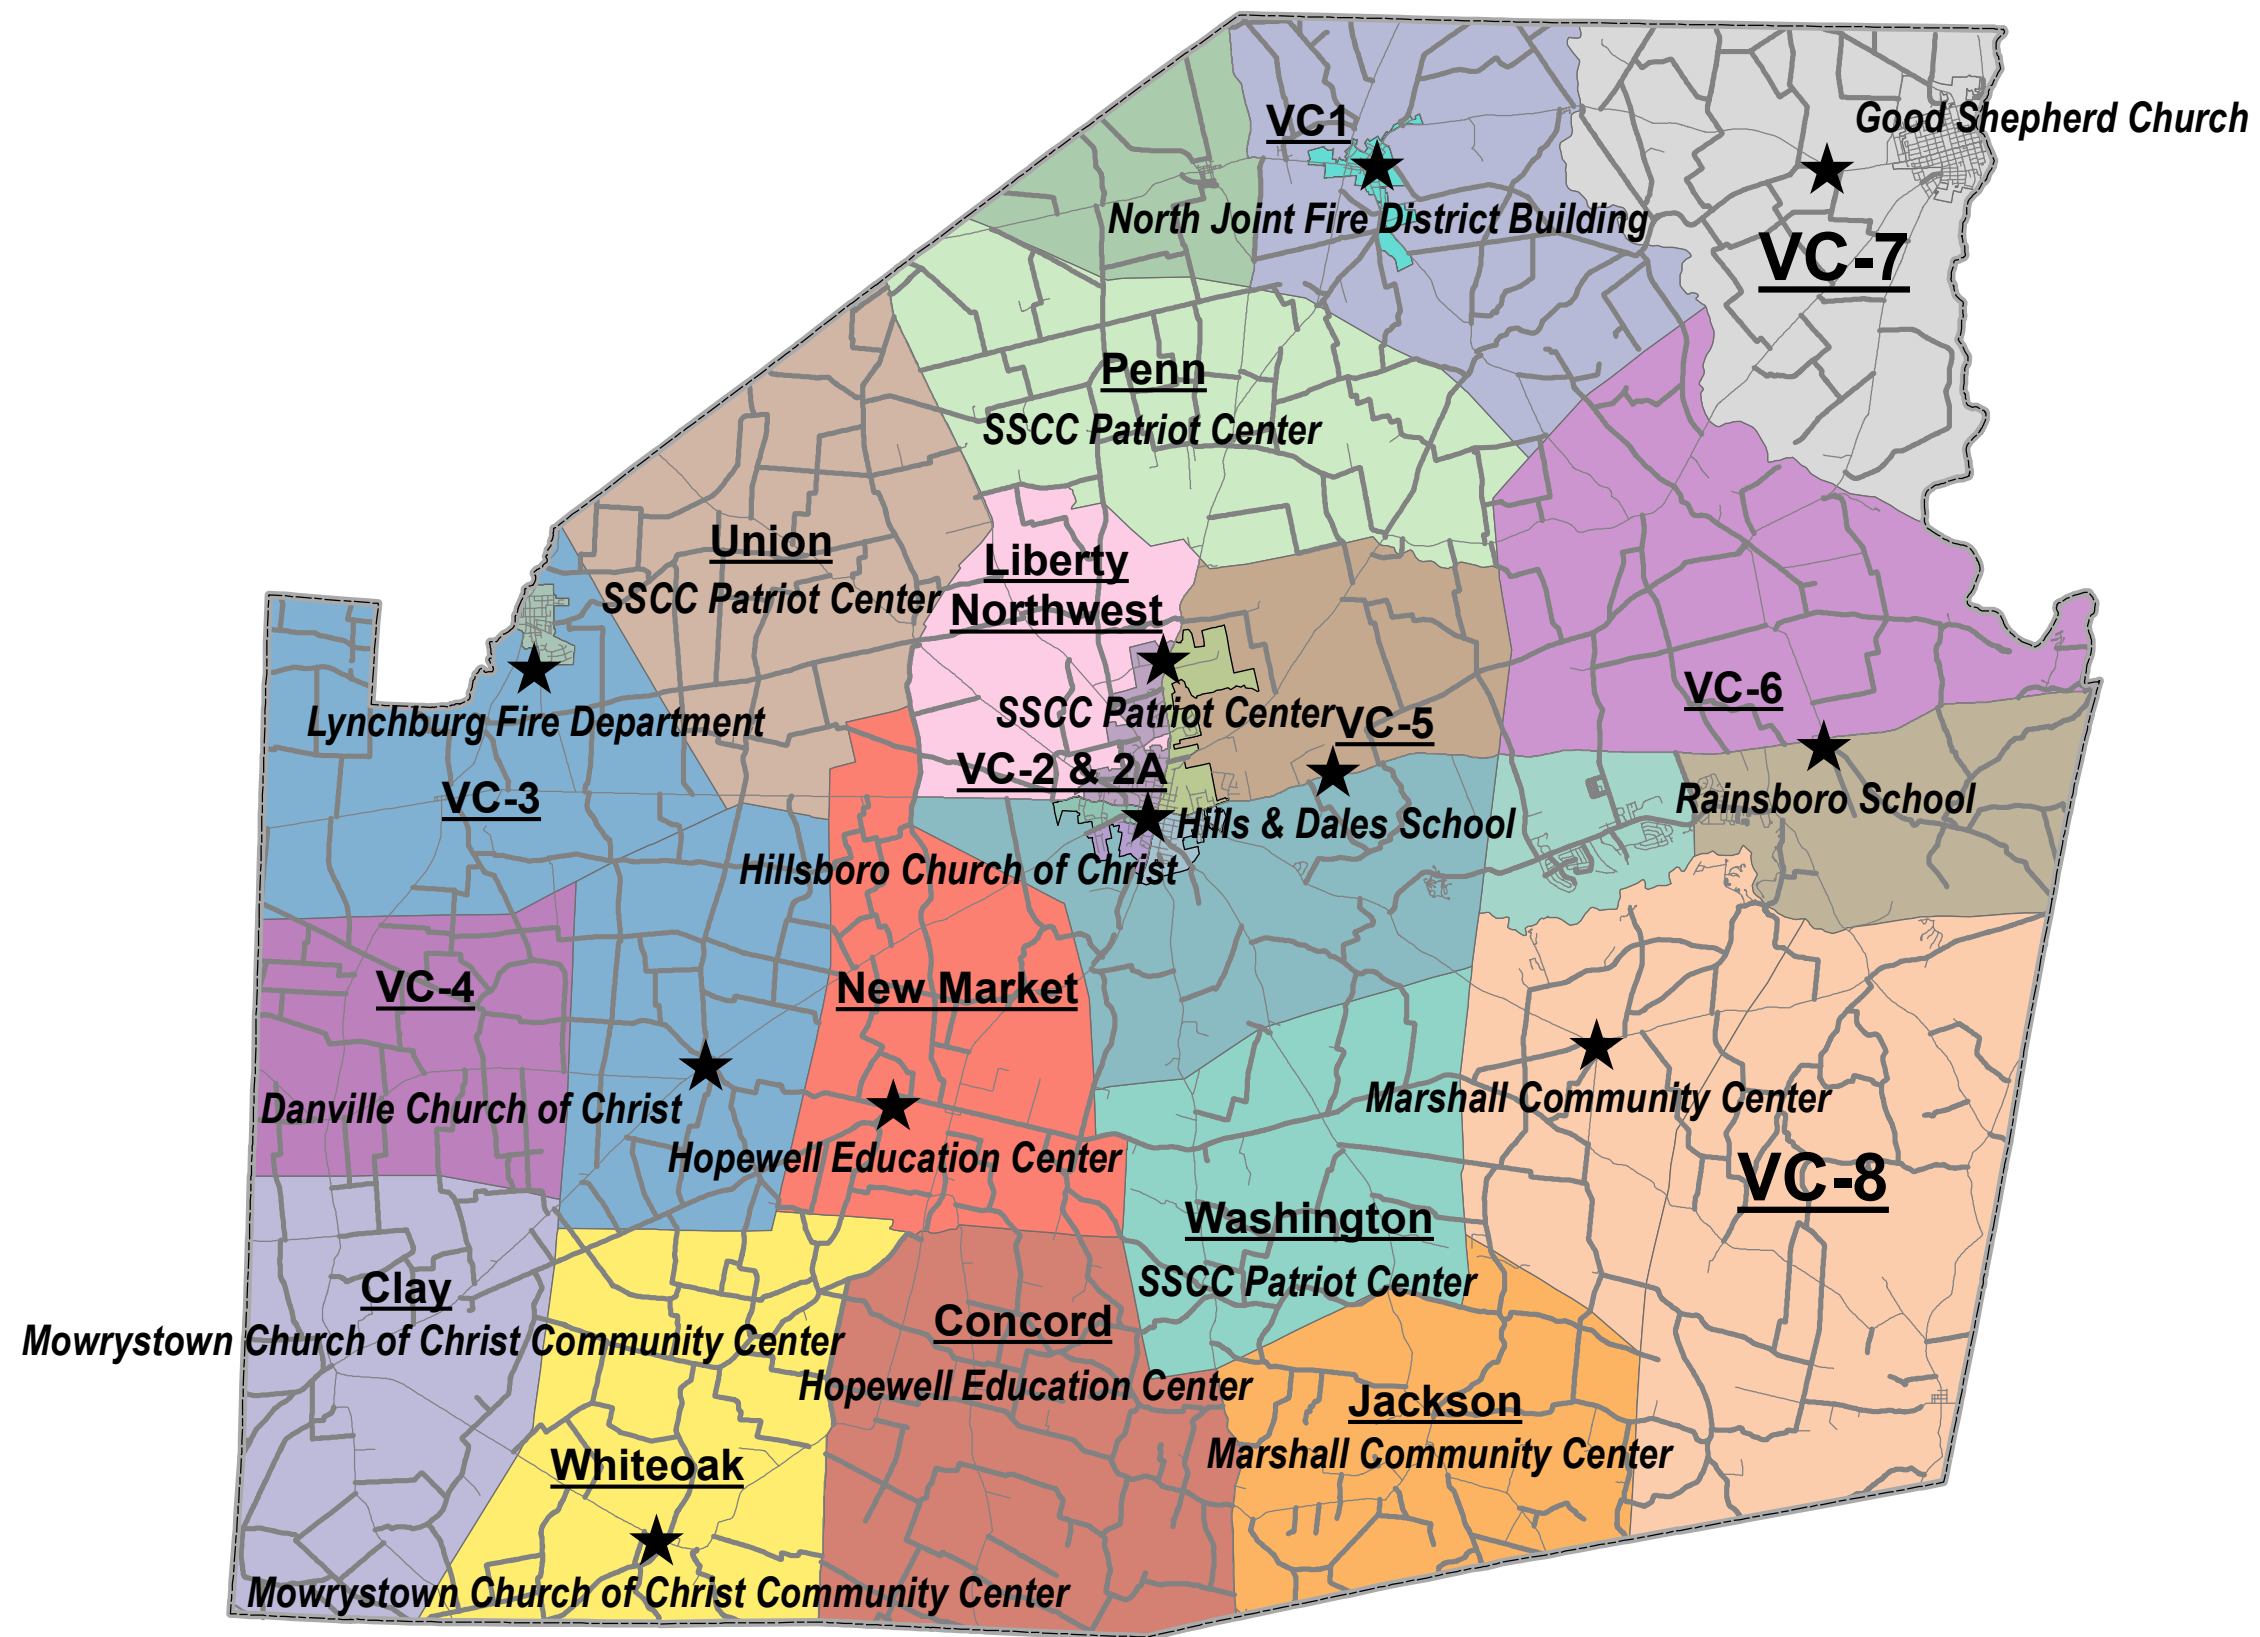 VC1
Good Shepherd Church
North Joint Fire District Building
VC-7
Penn
SSCC Patriot Center
Union
SSCC Patriot Center
Liberty
Northwest
SSCC Patriot Center
VC-6
Lynchburg Fire Department
VC-5
VC-2 & 2A
VC-3
Rainsboro School
Hills & Dales School
Hillsboro Church of Christ
VC-4
New Market
Danville Church of Christ
Marshall Community Center
Hopewell Education Center
VC-8
Washington
SSCC Patriot Center
Clay
Mowrystown Church of Christ Community Center
Concord
Hopewell Education Center
Jackson
Marshall Community Center
Whiteoak
Mowrystown Church of Christ Community Center